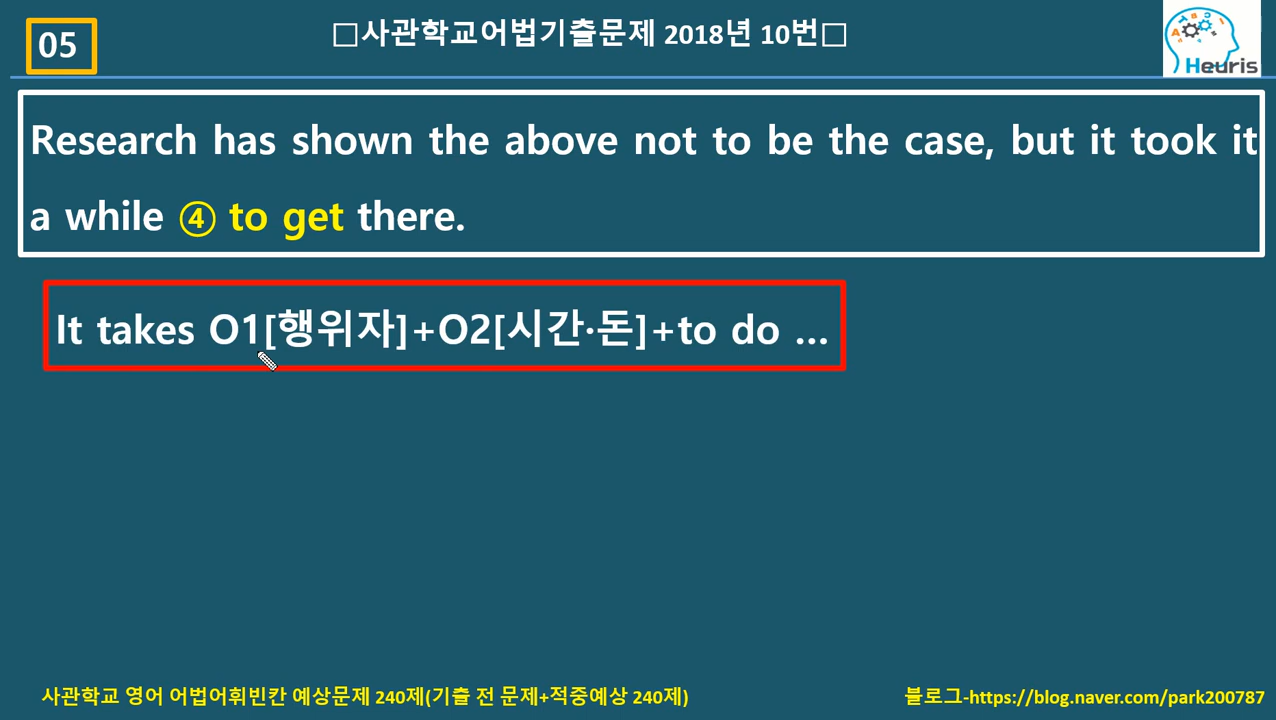 05
□사관학교어법기출문제 2018년 10번□
Heuris
Research has shown the above not to be the case, but it took it
a while ④ to get there.
It takes O1[행위자]+O2[시간·돈]+to do ...
사관학교 영어 어법어휘빈칸 예상문제 240제(기출 전 문제+적중예상 240제)
블로그-https://blog.naver.com/park200787